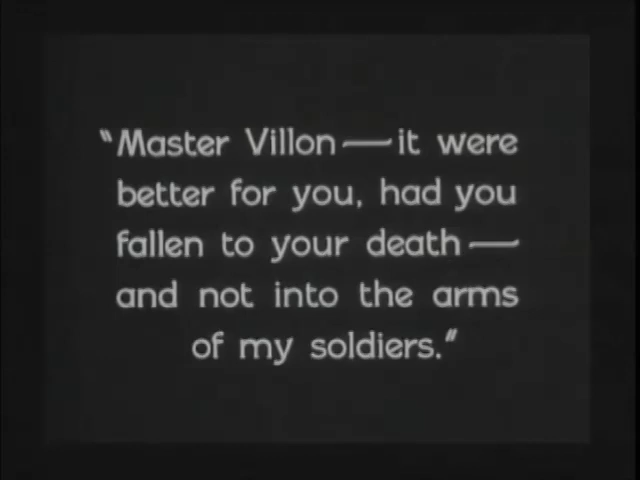 "Master Villon — it were
better for you, had you
fallen to your death —
and not into the arms
of my soldiers."